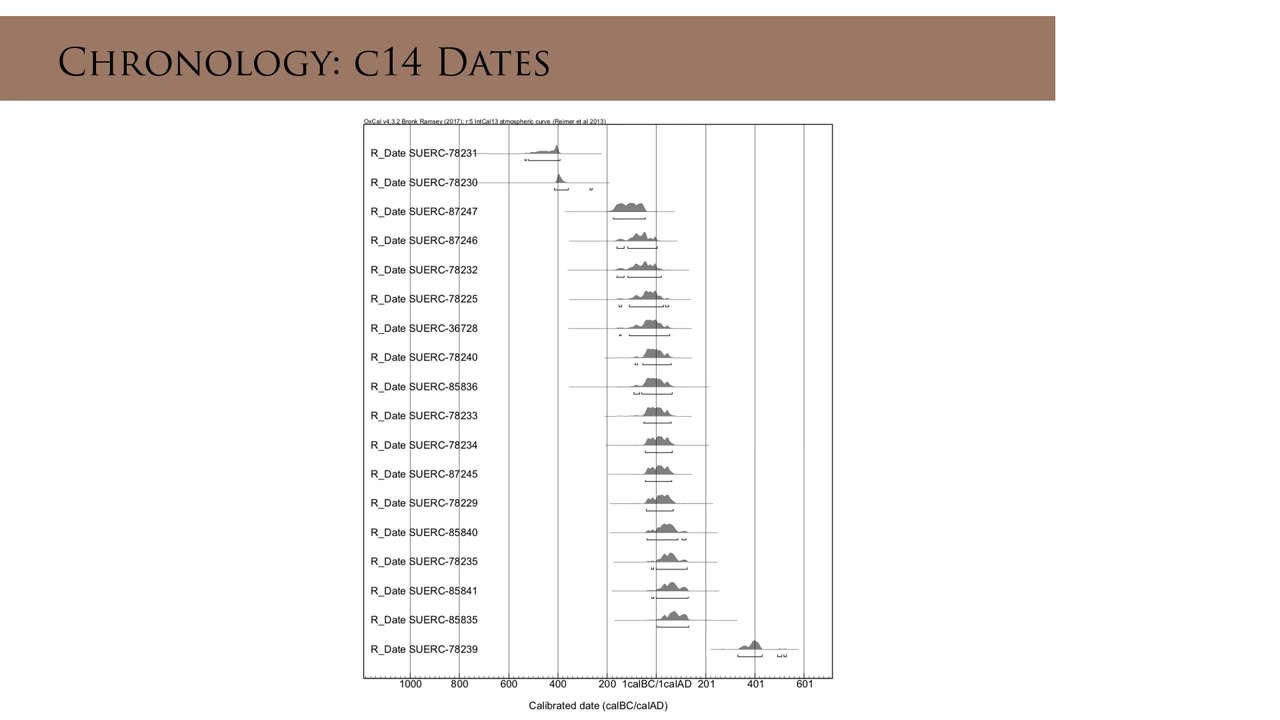 CHRONOLOGY: C14 DATES
OxCal v4.3.2 Bronk Ramsey (2017); r:5 IntCal13 atmospheric curve (Reimer et al 2013)
R_Date SUERC-78231
R_Date SUERC-78230
R_Date SUERC-87247
R_Date SUERC-87246
R_Date SUERC-78232
R_Date SUERC-78225
R_Date SUERC-36728
R_Date SUERC-78240
R_Date SUERC-85836
R_Date SUERC-78233
R_Date SUERC-78234
R_Date SUERC-87245
R_Date SUERC-78229
R_Date SUERC-85840
R_Date SUERC-78235
R_Date SUERC-85841
R_Date SUERC-85835
R_Date SUERC-78239
1000 800 600 400 200 1calBC/1calAD 201 401 601
Calibrated date (calBC/calAD)